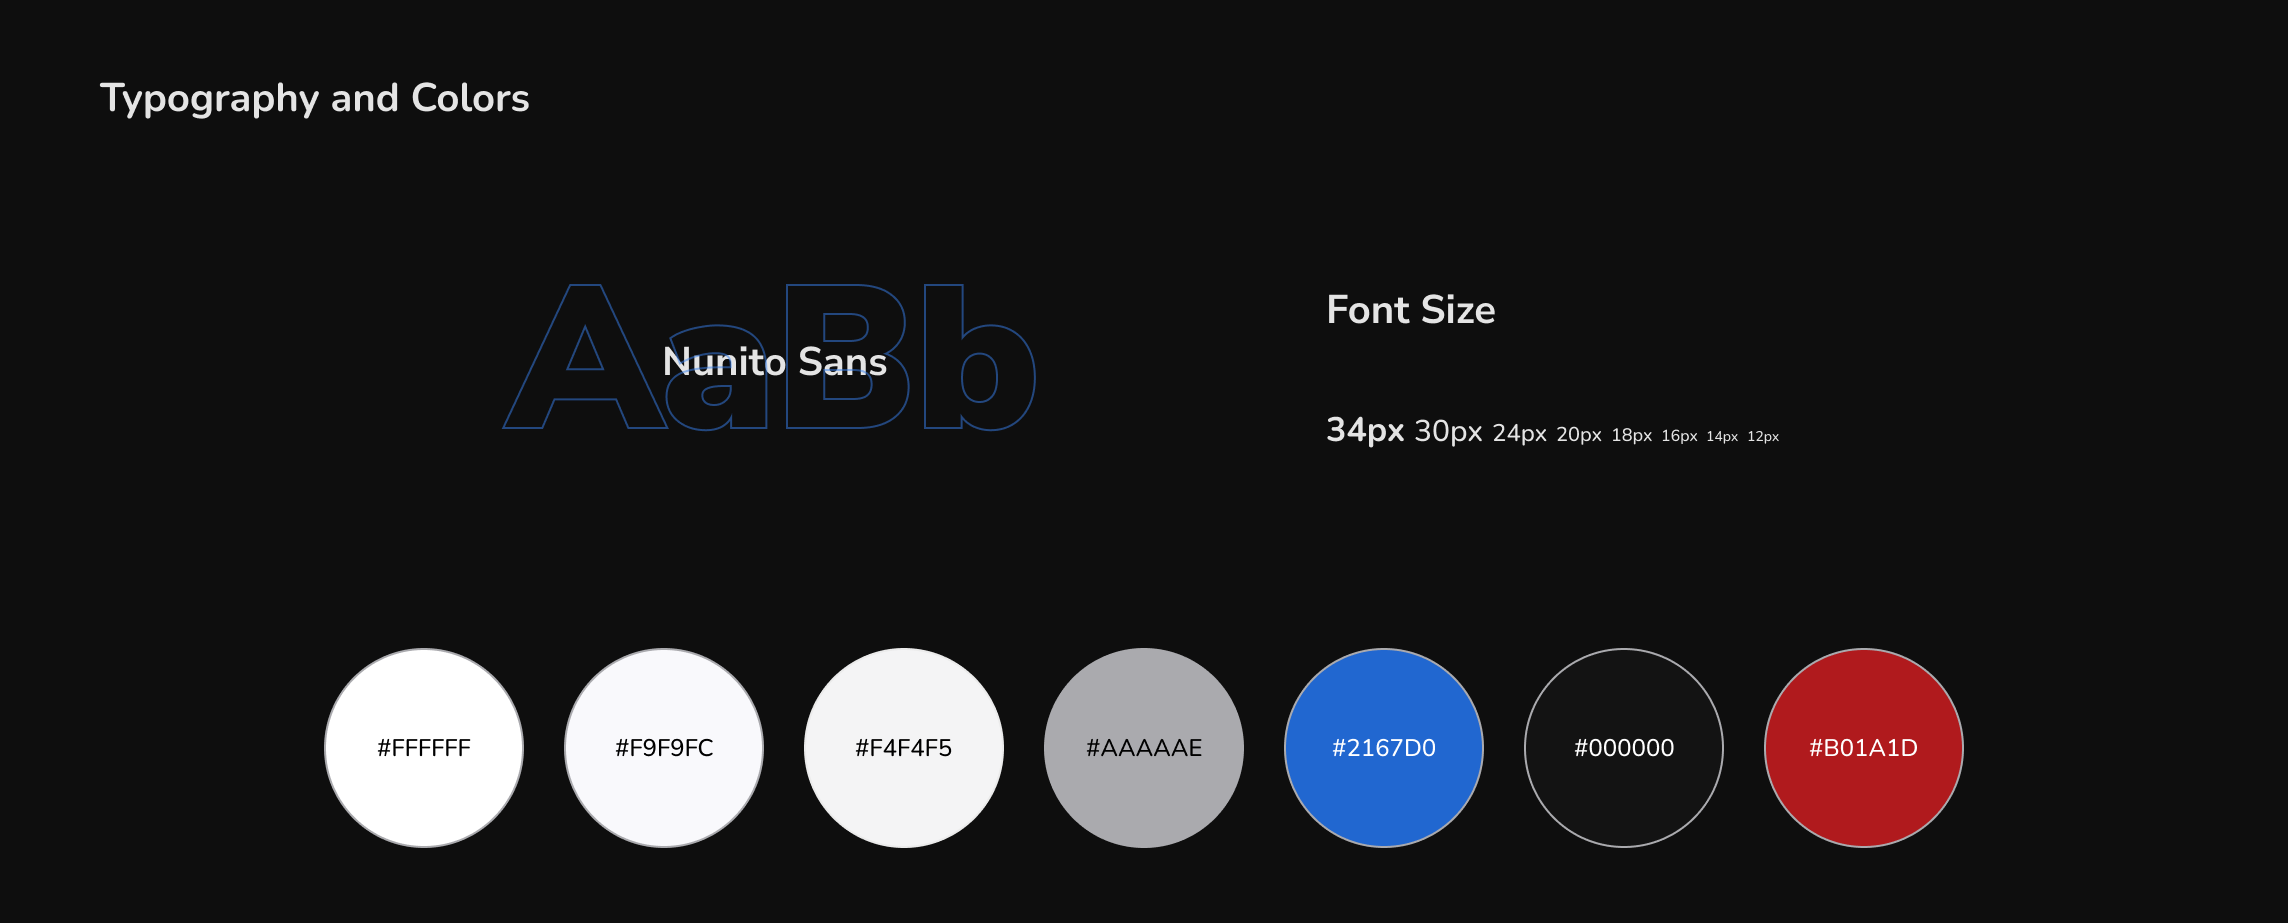 Typography and Colors
AaBb
Nunito Sans
Font Size
34px 30px 24px 20px 18px 16px 14px 12px
#FFFFFF #F9F9FC #F4F4F5 #AAAAAE #2167D0 #000000 #B01A1D